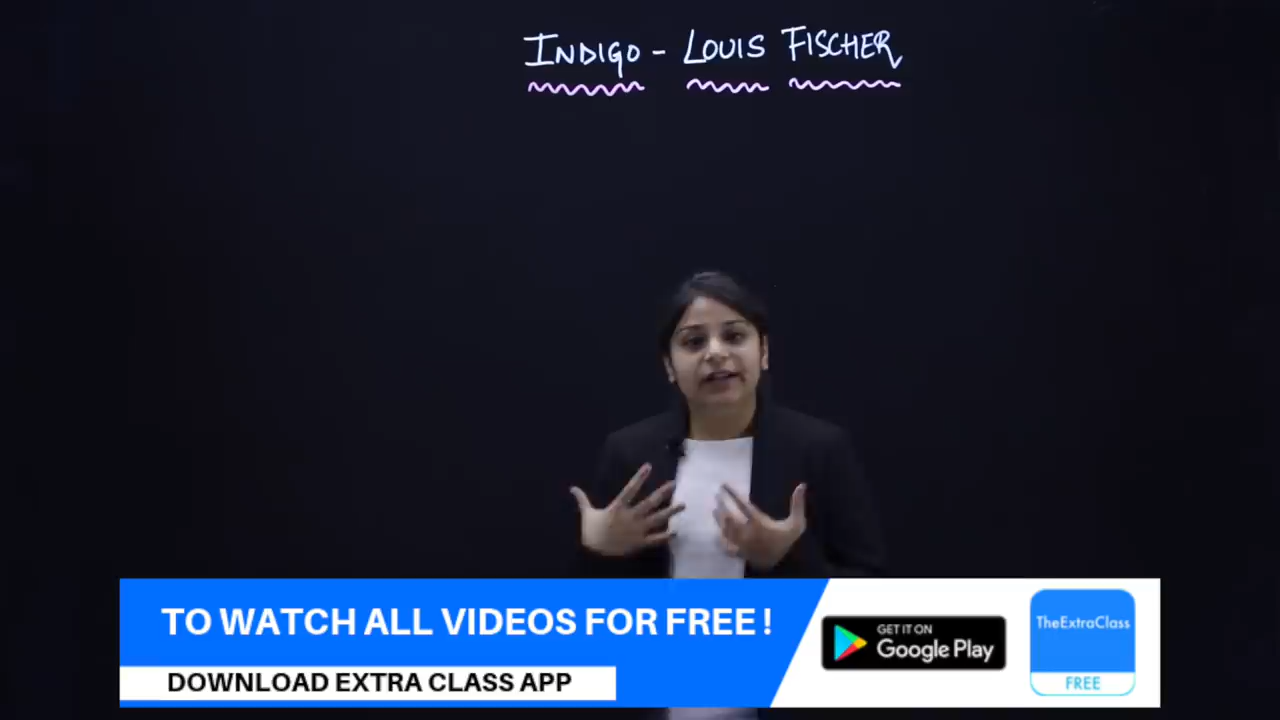 INDIGO - LOUIS FISCHER
TO WATCH ALL VIDEOS FOR FREE !
DOWNLOAD EXTRA CLASS APP
GET IT ON
Google Play
TheExtraClass
FREE